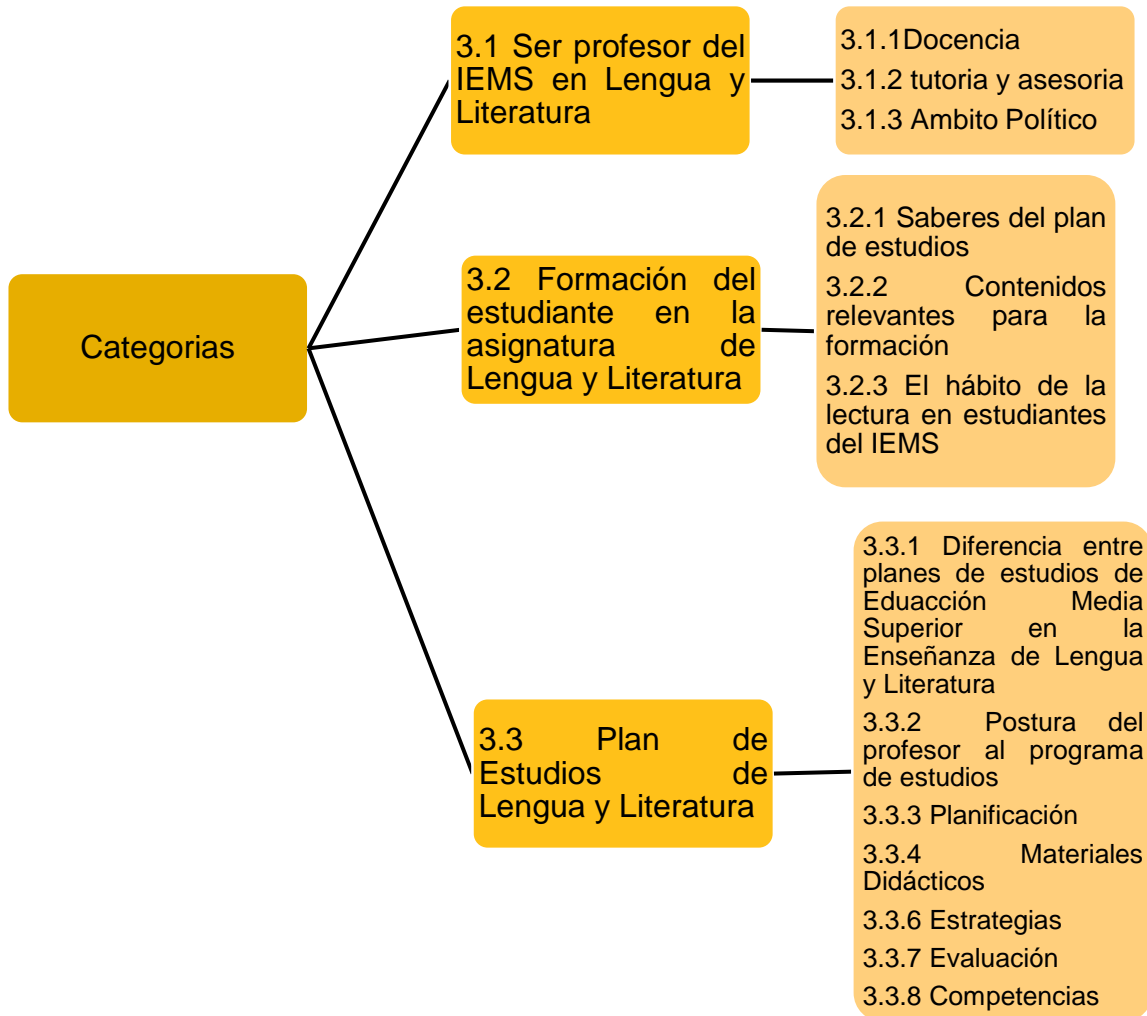 Categorias
3.1 Ser profesor del
IEMS en Lengua y
Literatura
3.1.1Docencia
3.1.2 tutoria y asesoria
3.1.3 Ambito Político
3.2 Formación del
estudiante en la
asignatura de
Lengua y Literatura
3.2.1 Saberes del plan
de estudios
3.2.2 Contenidos
relevantes para la
formación
3.2.3 El hábito de la
lectura en estudiantes
del IEMS
3.3 Plan de
Estudios de
Lengua y Literatura
3.3.1 Diferencia entre
planes de estudios de
Eduacción Media
Superior en la
Enseñanza de Lengua
y Literatura
3.3.2 Postura del
profesor al programa
de estudios
3.3.3 Planificación
3.3.4 Materiales
Didácticos
3.3.6 Estrategias
3.3.7 Evaluación
3.3.8 Competencias